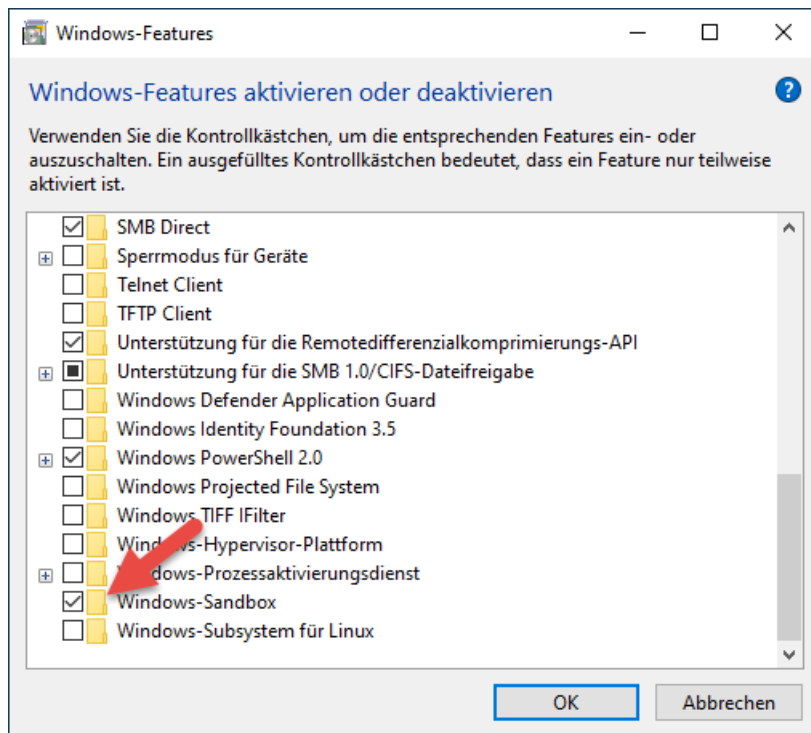 Windows-Features
Windows-Features aktivieren oder deaktivieren
?
Verwenden Sie die Kontrollkästchen, um die entsprechenden Features ein- oder
auszuschalten. Ein ausgefülltes Kontrollkästchen bedeutet, dass ein Feature nur teilweise
aktiviert ist.
SMB Direct
Sperrmodus für Geräte
Telnet Client
TFTP Client
Unterstützung für die Remotedifferenzialkomprimierungs-API
Unterstützung für die SMB 1.0/CIFS-Dateifreigabe
Windows Defender Application Guard
Windows Identity Foundation 3.5
Windows PowerShell 2.0
Windows Projected File System
Windows TIFF IFilter
Windows-Hypervisor-Plattform
Windows-Prozessaktivierungsdienst
Windows-Sandbox
Windows-Subsystem für Linux
OK
Abbrechen